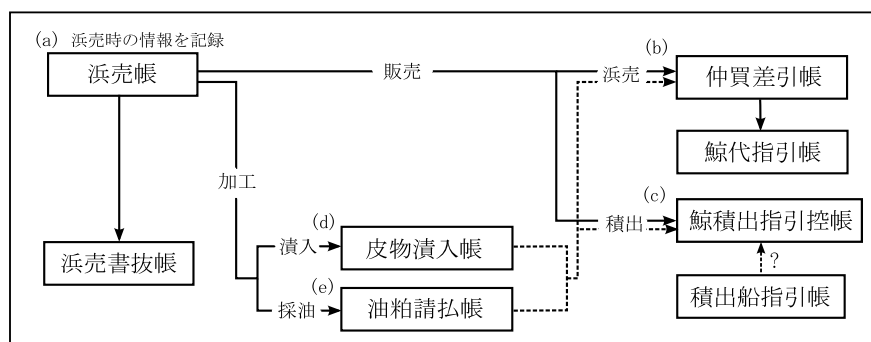 (a) 浜売時の情報を記録
浜売帳
販売
浜売
(b)
仲買差引帳
鯨代指引帳
加工
(c)
積出
鯨積出指引控帳
(d)
漬入
皮物漬入帳
浜売書抜帳
(e)
採油
油粕請払帳
?
積出船指引帳